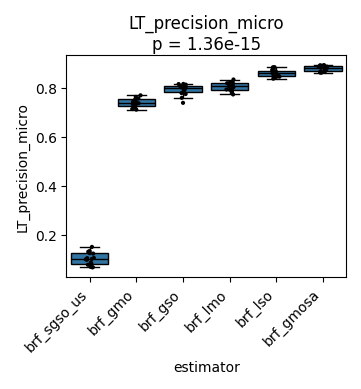 LT_precision_micro
p = 1.36e-15
LT_precision_micro
0.8
0.6
0.4
0.2
brf_sgso_us
brf_gmo
brf_gso
brf_lmo
brf_lso
brf_gmosa
estimator